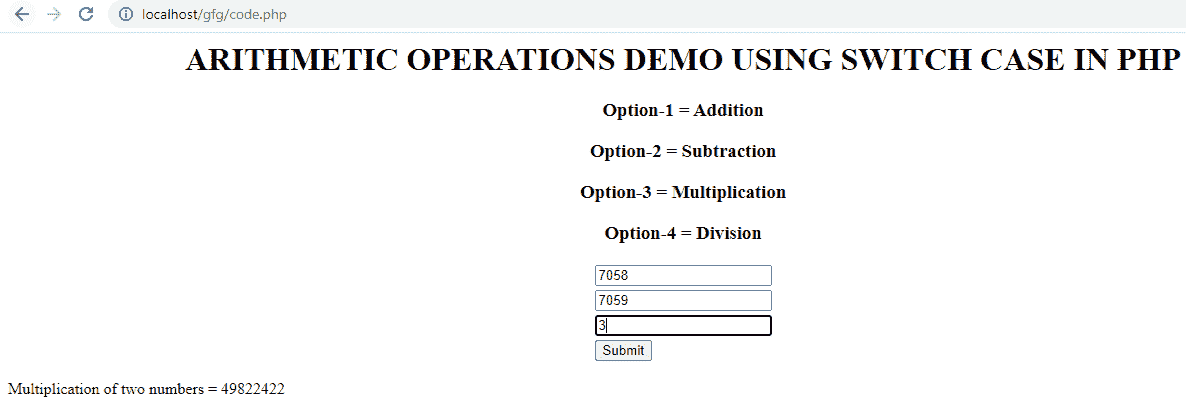 localhost/gfg/code.php
ARITHMETIC OPERATIONS DEMO USING SWITCH CASE IN PHP
Option-1 = Addition
Option-2 = Subtraction
Option-3 = Multiplication
Option-4 = Division
7058
7059
3
Submit
Multiplication of two numbers = 49822422